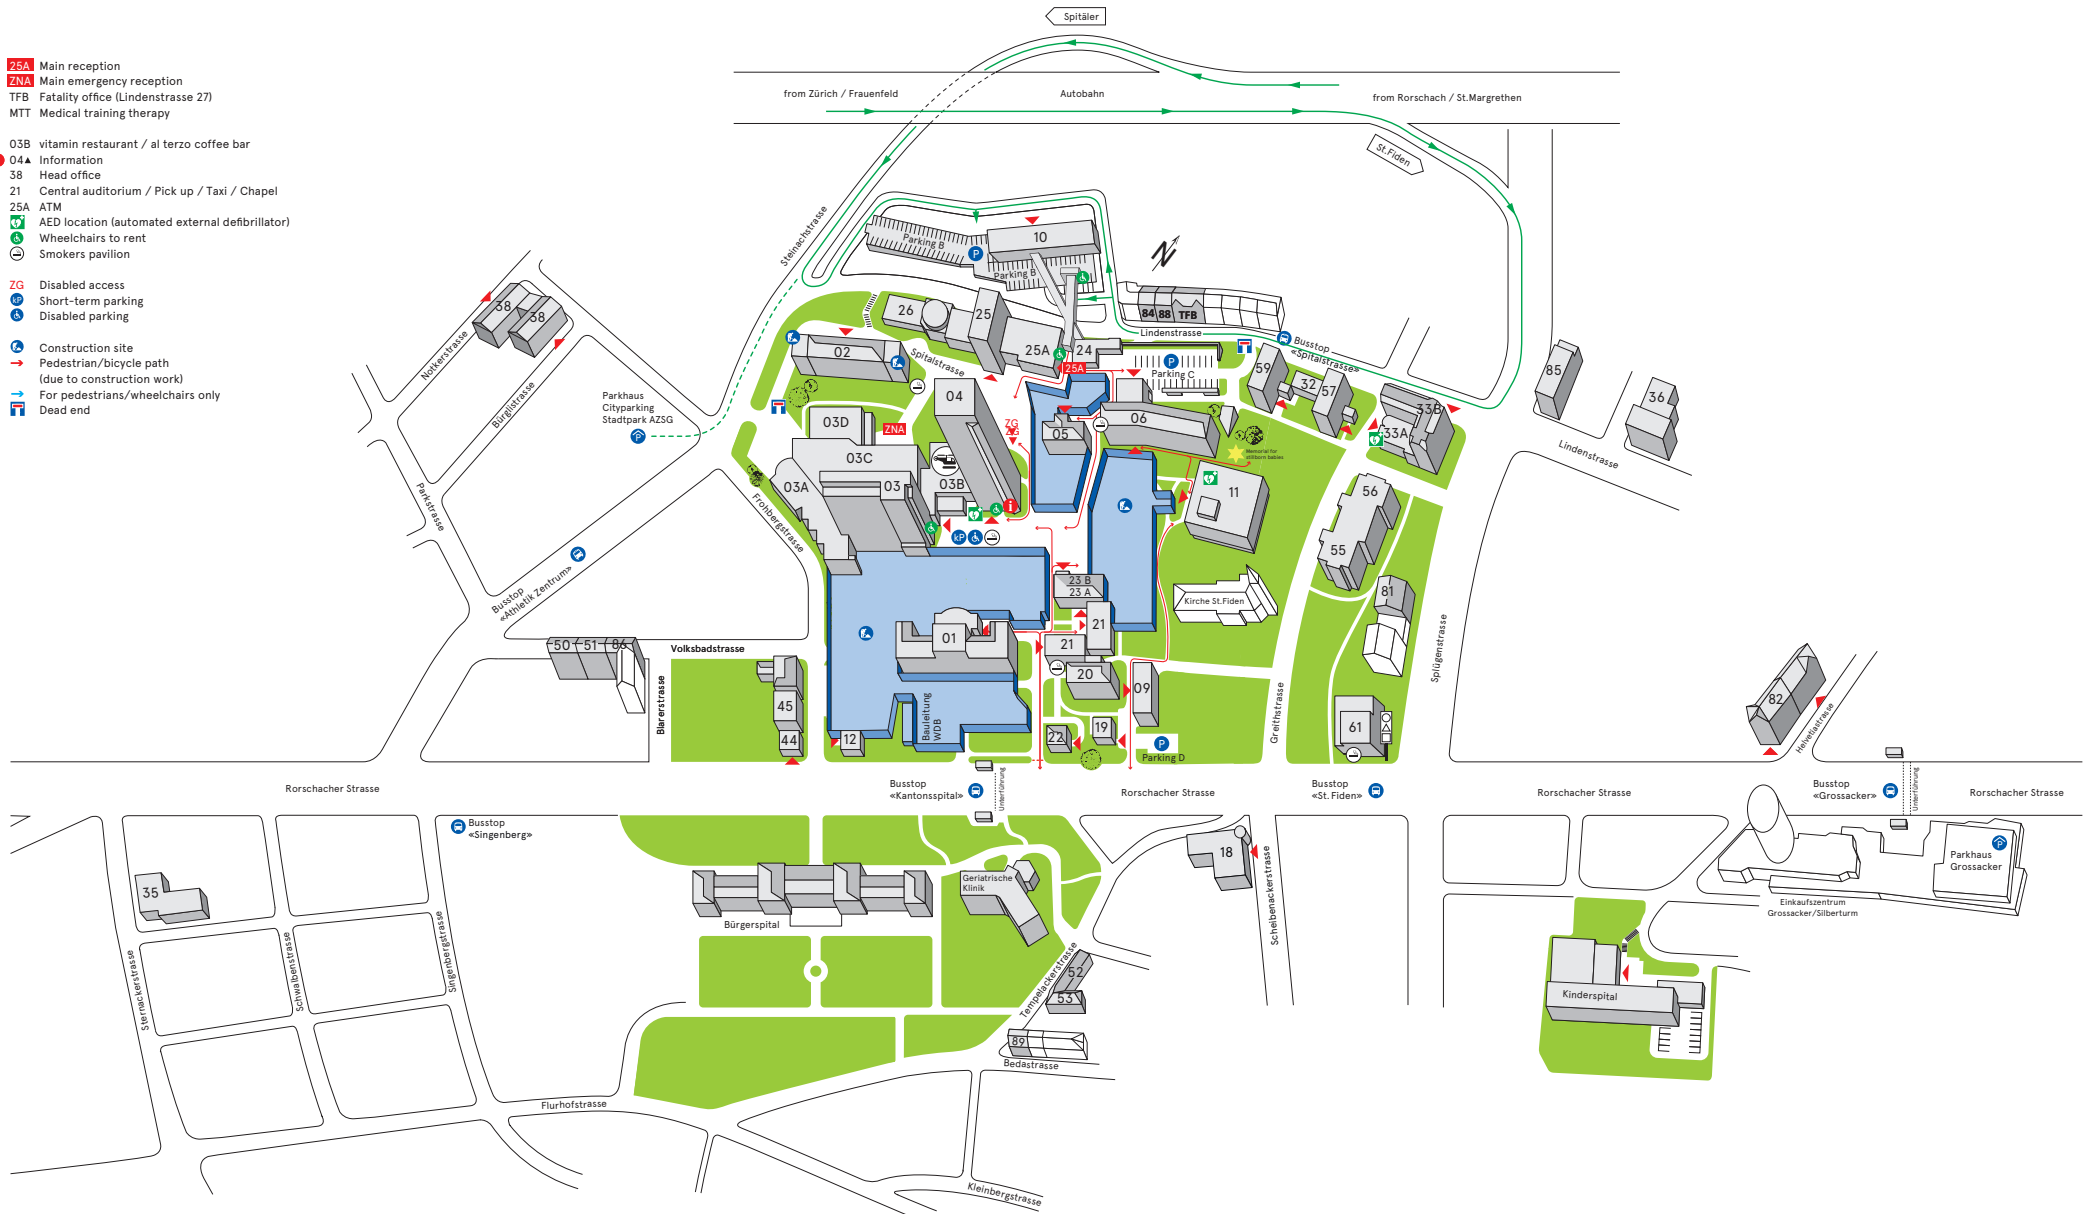 Spitäler
25A Main reception
ZNA Main emergency reception
TFB Fatality office (Lindenstrasse 27)
MTT Medical training therapy
03B vitamin restaurant / al terzo coffee bar
04▲ Information
38 Head office
21 Central auditorium / Pick up / Taxi / Chapel
25A ATM
AED location (automated external defibrillator)
Wheelchairs to rent
Smokers pavilion
ZG Disabled access
kP Short-term parking
Disabled parking
Construction site
Pedestrian/bicycle path
(due to construction work)
For pedestrians/wheelchairs only
Dead end
from Zürich / Frauenfeld
Autobahn
from Rorschach / St.Margrethen
St.Fiden
Steinachstrasse
Parking B
P
10
Parking B
N
38
38
Notkerstrasse
Bürglistrasse
Parkhaus
Cityparking
Stadtpark AZSG
P
26
25
25A
24
25A
84 88 TFB
Lindenstrasse
Busstop
«Spitalstrasse»
02
Spitalstrasse
P
Parking C
59
32
57
33B
33A
85
36
Lindenstrasse
04
03D
ZNA
03C
03A
03
03B
ZG
ZG
05
06
Memorial for
stillborn babies
i
kP
11
56
55
81
Parkstrasse
Frohbergstrasse
Busstop
«Athletik Zentrum»
50 51 86
Volksbadstrasse
Blarerstrasse
45
44
12
01
Bauleitung
WDB
23 B
23 A
21
21
20
09
22
19
P
Parking D
Kirche St.Fiden
Greithstrasse
Splügenstrasse
61
82
Helvetiastrasse
Rorschacher Strasse
Busstop
«Kantonsspital»
Unterführung
Rorschacher Strasse
Busstop
«St. Fiden»
Rorschacher Strasse
Busstop
«Grossacker»
Unterführung
Rorschacher Strasse
Busstop
«Singenberg»
35
Sternackerstrasse
Schwalbenstrasse
Singenbergstrasse
Bürgerspital
Geriatrische
Klinik
18
Scheibenackerstrasse
Tempelackerstrasse
52
53
89
Bedastrasse
Flurhofstrasse
Kleinbergstrasse
P
Parkhaus
Grossacker
Einkaufszentrum
Grossacker/Silberturm
Kinderspital